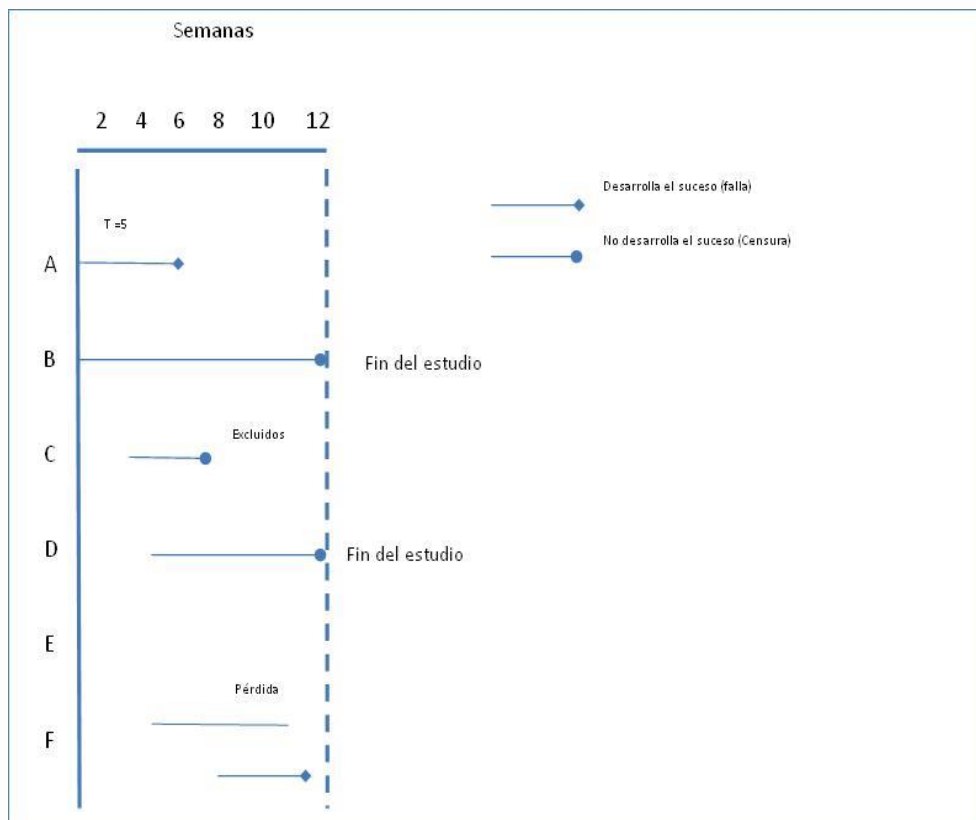 Semanas
2 4 6 8 10 12
Desarrolla el suceso (falla)
T =5
No desarrolla el suceso (Censura)
A
B
Fin del estudio
Excluidos
C
D
Fin del estudio
E
Pérdida
F